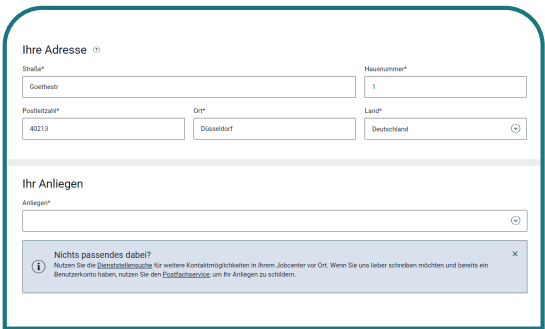 Ihre Adresse ?
Straße* Hausnummer*
Goethestr 1
Postleitzahl* Ort* Land*
40213 Düsseldorf Deutschland
Ihr Anliegen
Anliegen*
Nichts passendes dabei?
Nutzen Sie die Dienststellensuche für weitere Kontaktmöglichkeiten in Ihrem Jobcenter vor Ort. Wenn Sie uns lieber schreiben möchten und bereits ein
Benutzerkonto haben, nutzen Sie den Postfachservice, um Ihr Anliegen zu schildern.